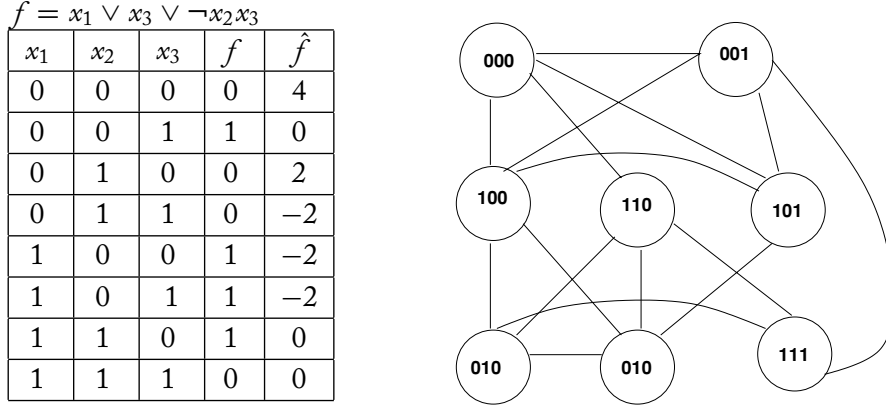 f = x₁ ∨ x₃ ∨ ¬x₂x₃
x₁ x₂ x₃ f f̂
0 0 0 0 4
0 0 1 1 0
0 1 0 0 2
0 1 1 0 −2
1 0 0 1 −2
1 0 1 1 −2
1 1 0 1 0
1 1 1 0 0
000 001
100 110 101
010 010 111